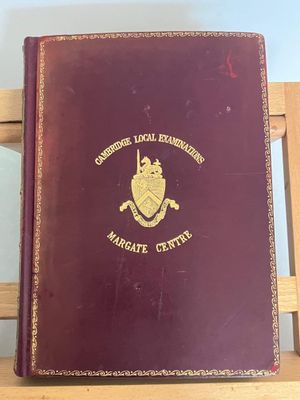 CAMBRIDGE LOCAL EXAMINATIONS
MARGATE CENTRE